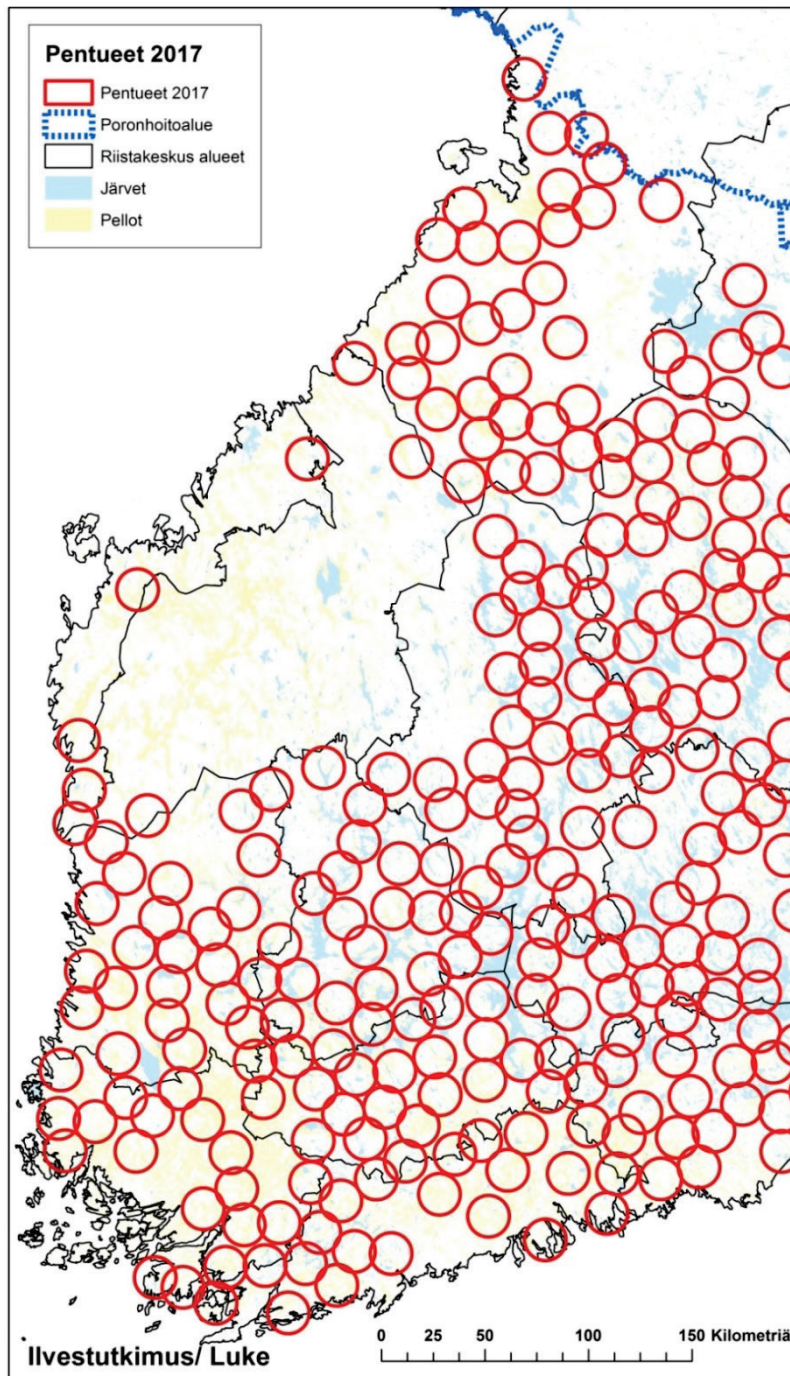 Pentueet 2017
Pentueet 2017
Poronhoitoalue
Riistakeskus alueet
Järvet
Pellot
Ilvestutkimus/ Luke
0 25 50 100 150 Kilometriä